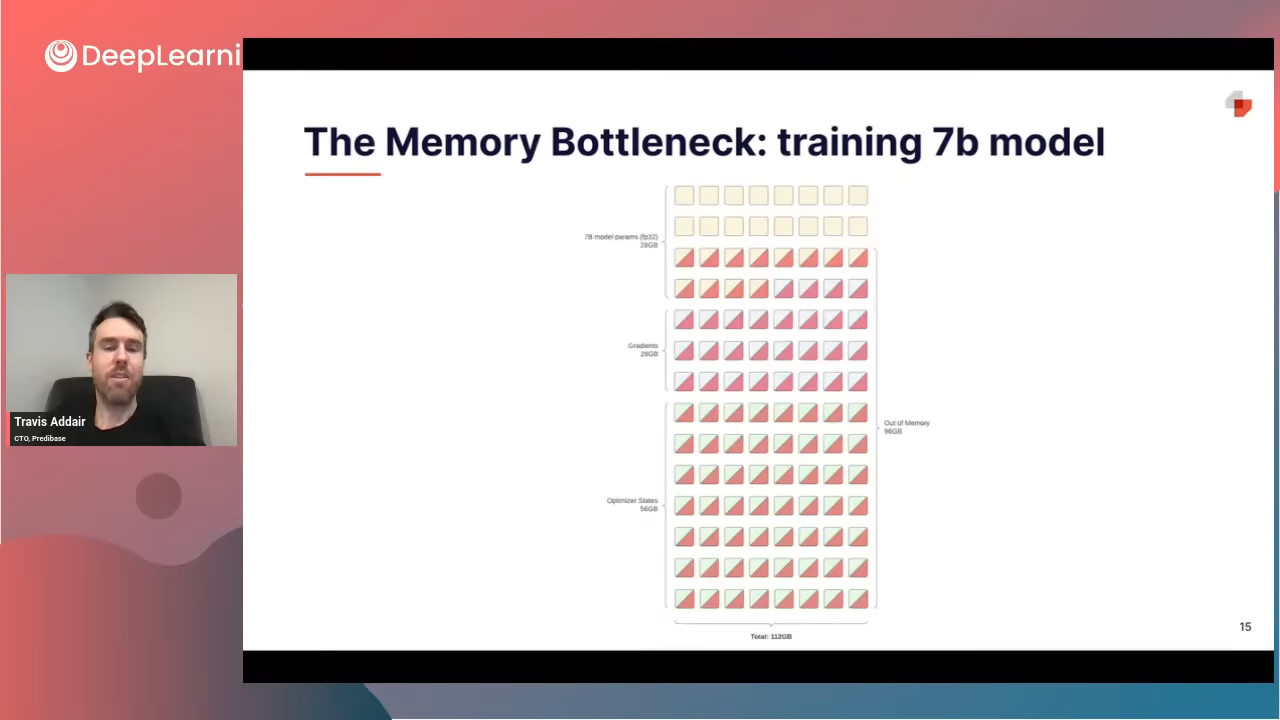 DeepLearni
The Memory Bottleneck: training 7b model
7B model params (fp32)
28GB
Gradients
28GB
Out of Memory
96GB
Optimizer States
56GB
Total: 112GB
15
Travis Addair
CTO, Predibase